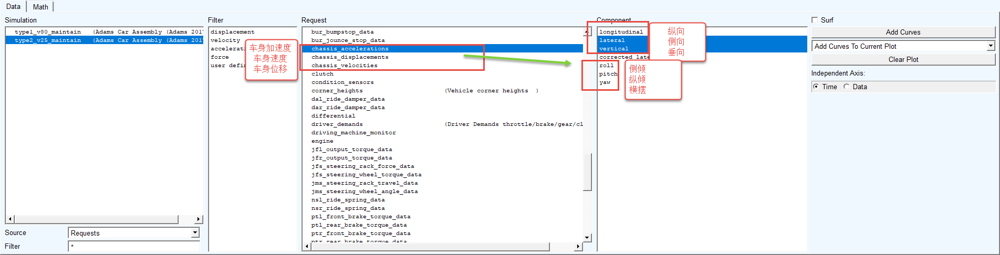 Data Math
Simulation
type1_v80_maintain (Adams Car Assembly (Adams 201
type2_v25_maintain (Adams Car Assembly (Adams 201
Source Requests
Filter *
Filter
displacement
velocity
accelerati
force
user defin
车身加速度
车身速度
车身位移
Request
bur_bumpstop_data
bur_jounce_stop_data
chassis_accelerations
chassis_displacements
chassis_velocities
clutch
condition_sensors
corner_heights (Vehicle corner heights )
dal_ride_damper_data
dar_ride_damper_data
differential
driver_demands (Driver Demands throttle/brake/gear/cl
driving_machine_monitor
engine
jfl_output_torque_data
jfr_output_torque_data
jfs_steering_rack_force_data
jfs_steering_wheel_torque_data
jms_steering_rack_travel_data
jms_steering_wheel_angle_data
nsl_ride_spring_data
nsr_ride_spring_data
ptl_front_brake_torque_data
ptl_rear_brake_torque_data
ptr_front_brake_torque_data
ptr_rear_brake_torque_data
Component
longitudinal
lateral
vertical
corrected late
roll
pitch
yaw
纵向
侧向
垂向
侧倾
纵倾
横摆
Surf
Add Curves
Add Curves To Current Plot
Clear Plot
Independent Axis:
Time Data